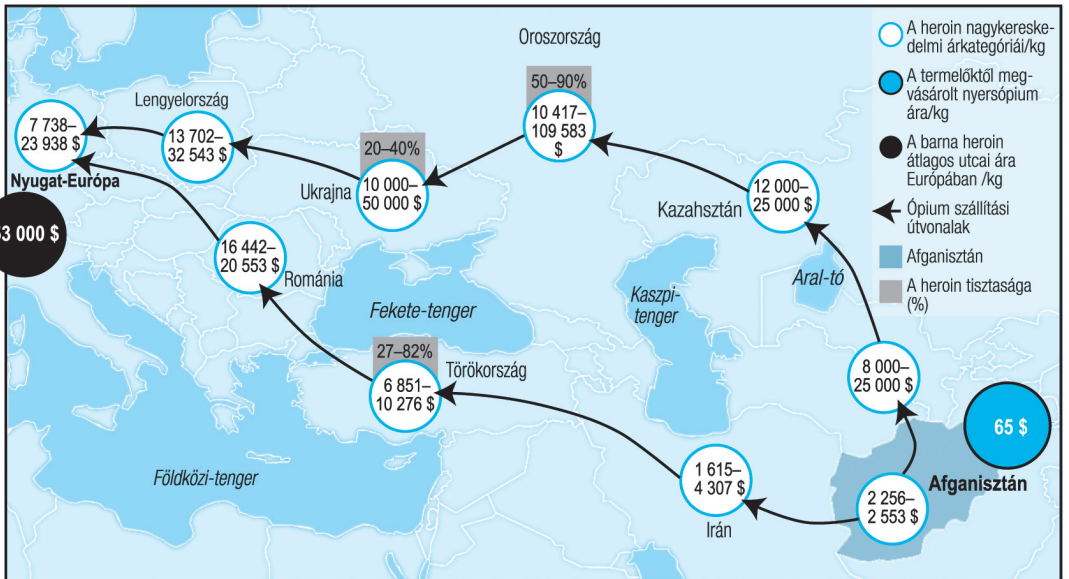 Oroszország
50–90%
10 417–
109 583
$
Lengyelország
7 738–
23 938 $
13 702–
32 543 $
Nyugat-Európa
20–40%
Ukrajna
10 000–
50 000 $
Kazahsztán
12 000–
25 000 $
3 000 $
16 442–
20 553 $
Románia
Fekete-tenger
Kaszpi-
tenger
Aral-tó
27–82%
Törökország
6 851–
10 276 $
8 000–
25 000 $
65 $
Földközi-tenger
1 615–
4 307 $
Irán
Afganisztán
2 256–
2 553 $
A heroin nagykereske-
delmi árkategóriái/kg
A termelőktől meg-
vásárolt nyersópium
ára/kg
A barna heroin
átlagos utcai ára
Európában /kg
Ópium szállítási
útvonalak
Afganisztán
A heroin tisztasága
(%)